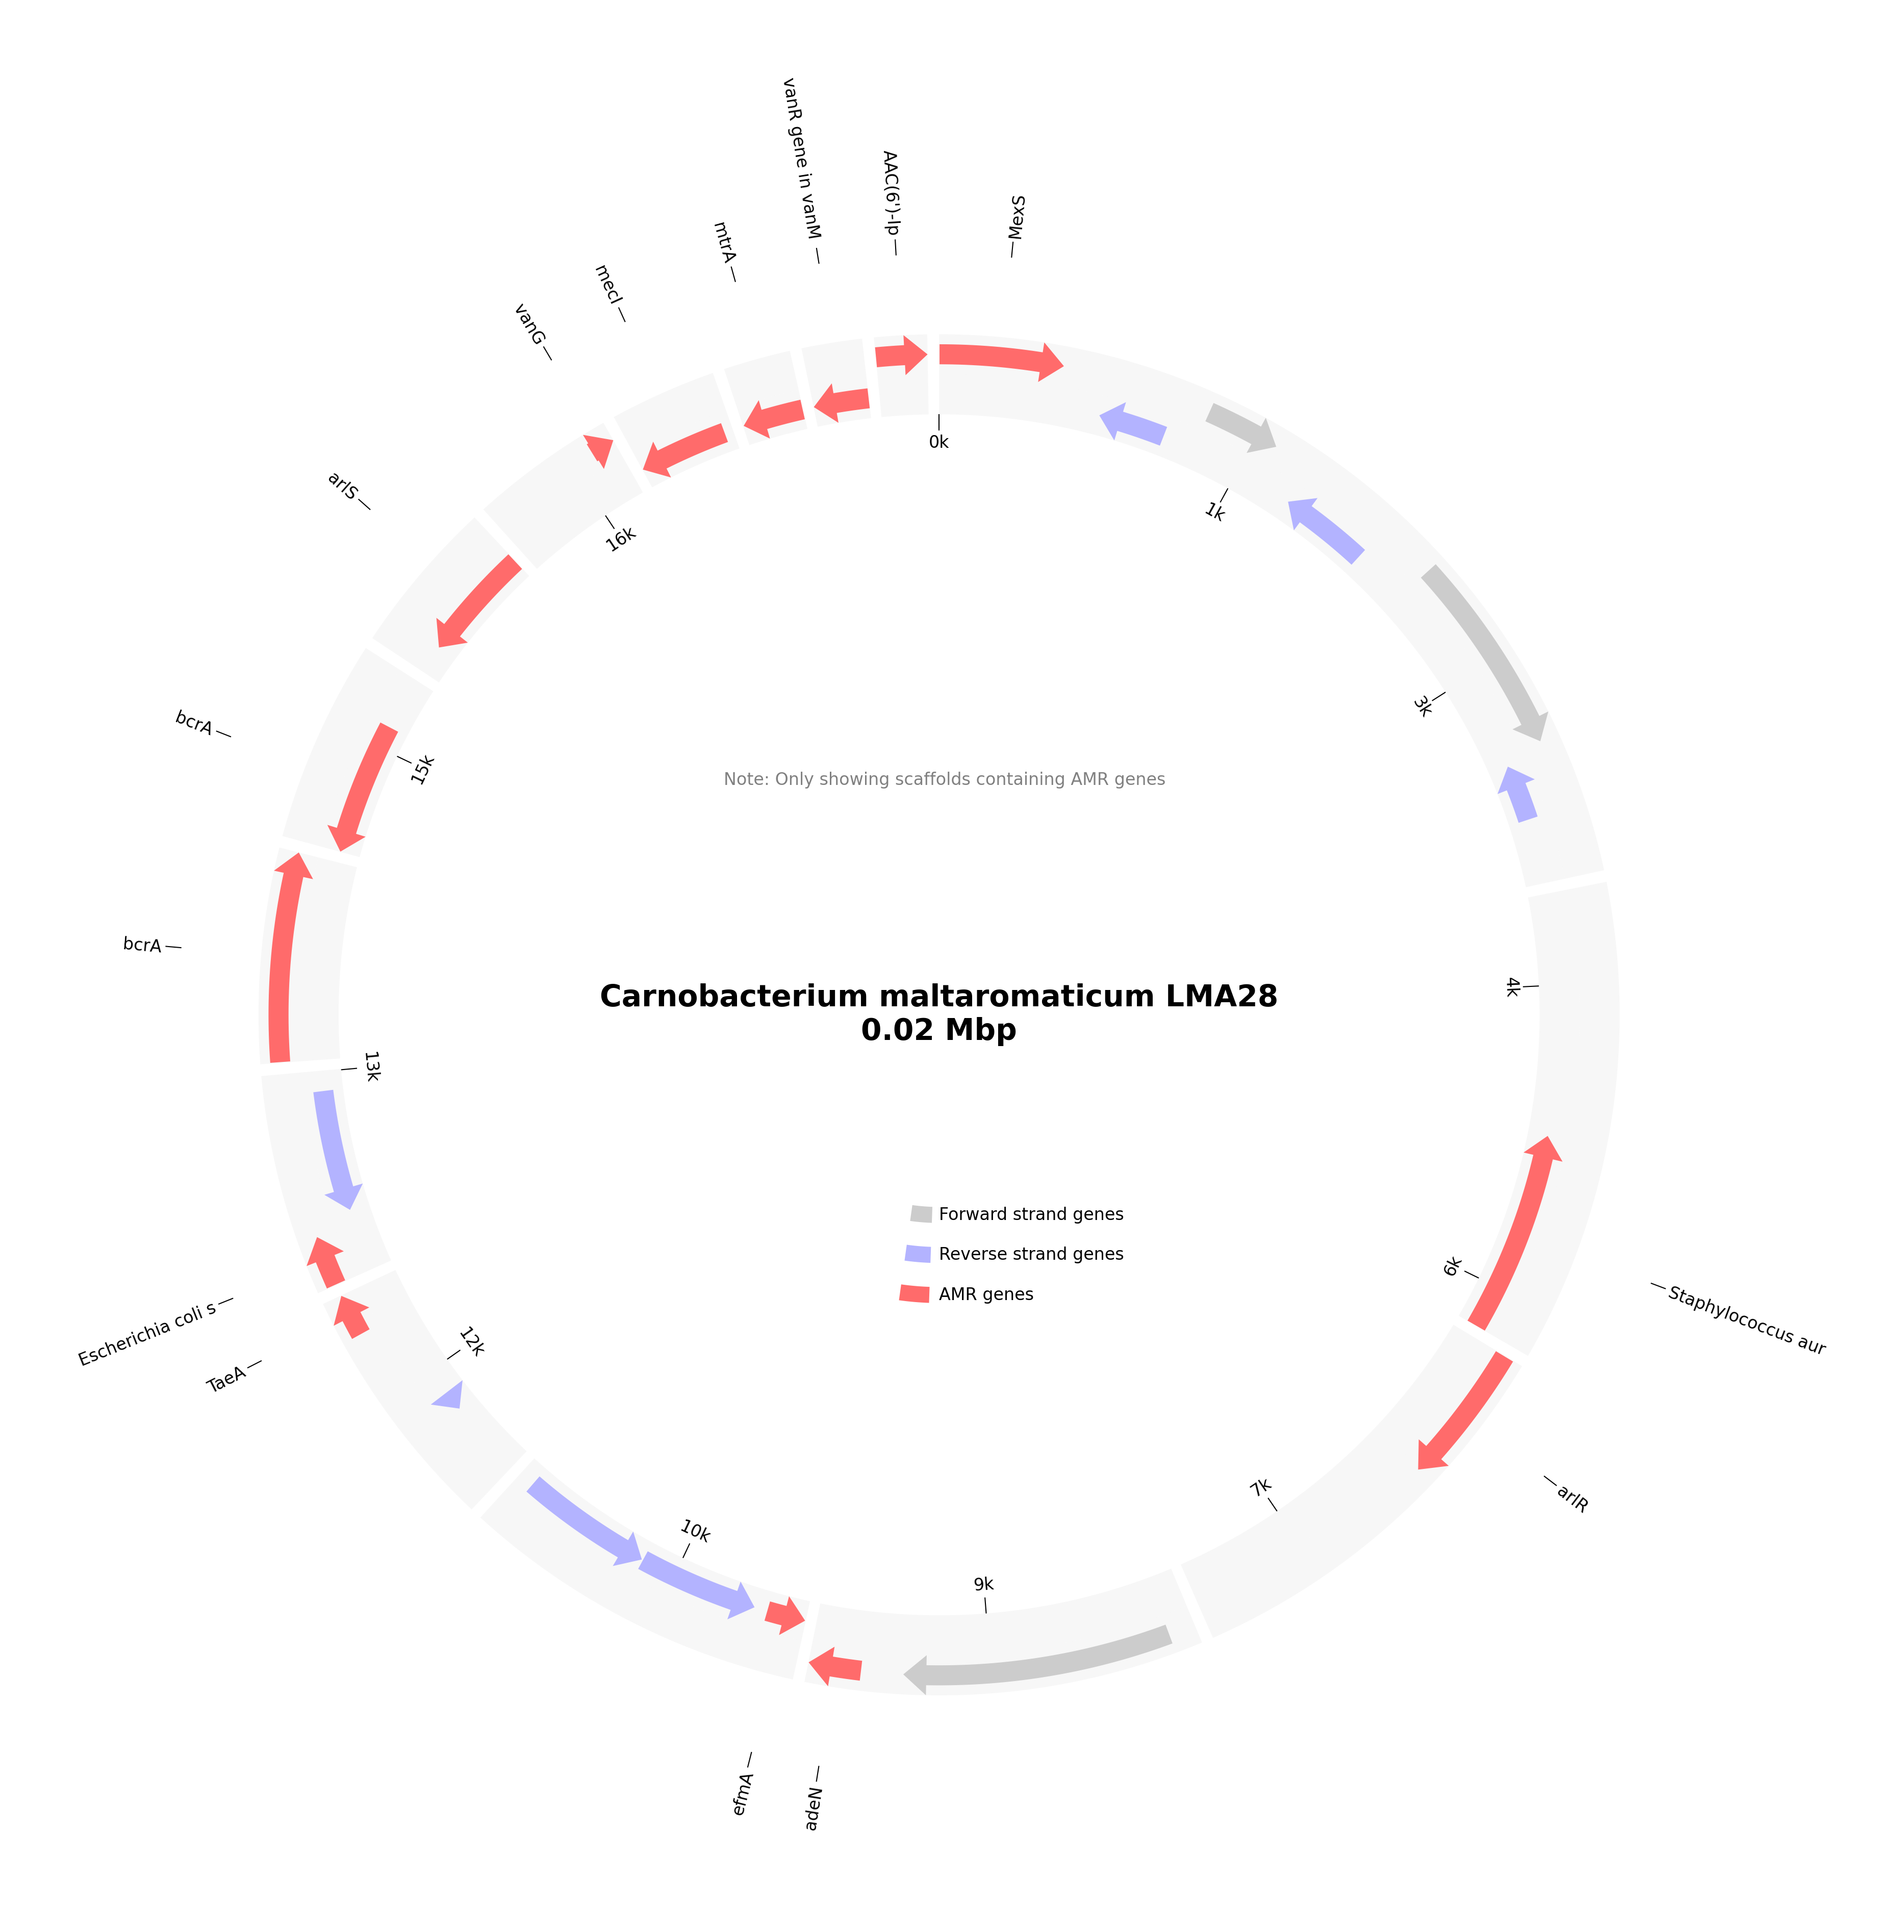 vanR gene in vanM
AAC(6')-Ip
MexS
mtrA
mecI
vanG
arlS
bcrA
bcrA
Escherichia coli s
TaeA
efmA
adeN
arlR
Staphylococcus aur
0k
1k
3k
4k
6k
7k
9k
10k
12k
13k
15k
16k
Note: Only showing scaffolds containing AMR genes
Carnobacterium maltaromaticum LMA28
0.02 Mbp
Forward strand genes
Reverse strand genes
AMR genes